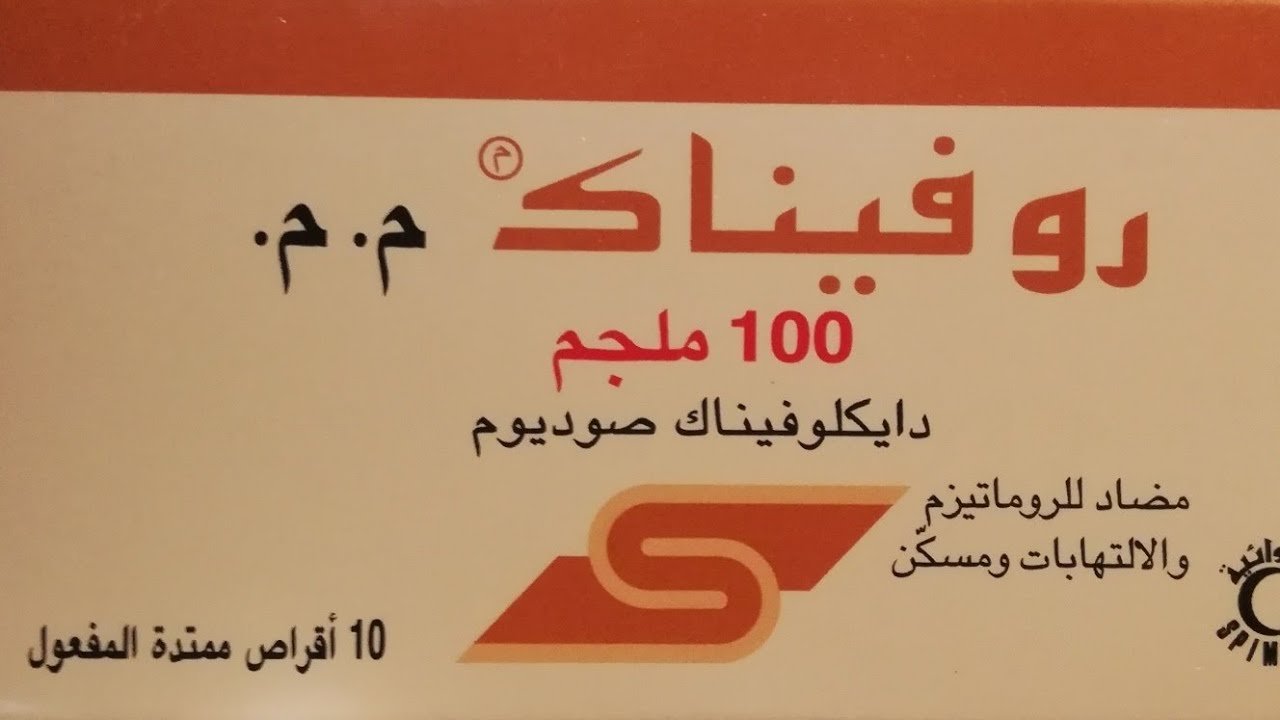 روفيناك م م. م.
100 ملجم
دايكلوفيناك صوديوم
مضاد للروماتيزم
والالتهابات ومسكّن
10 أقراص ممتدة المفعول